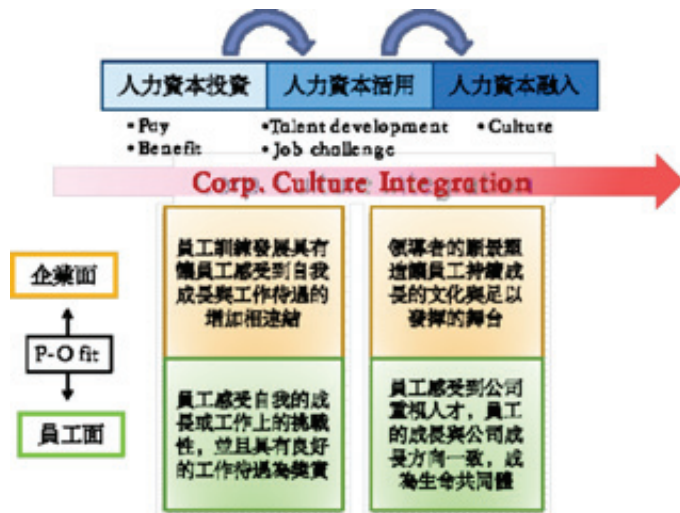 人力資本投資
人力資本活用
人力資本融入
•Pay
•Benefit
•Talent development
•Job challenge
•Culture
Corp. Culture Integration
企業面
P-O fit
員工面
員工訓練發展具有
讓員工感受到自我
成長與工作待遇的
增加相連結
領導者的願景塑
造讓員工持續成
長的文化與足以
發揮的舞台
員工感受自我的成
長或工作上的挑戰
性，並且具有良好
的工作待遇為獎賞
員工感受到公司
重視人才，員工
的成長與公司成
長方向一致，成
為生命共同體